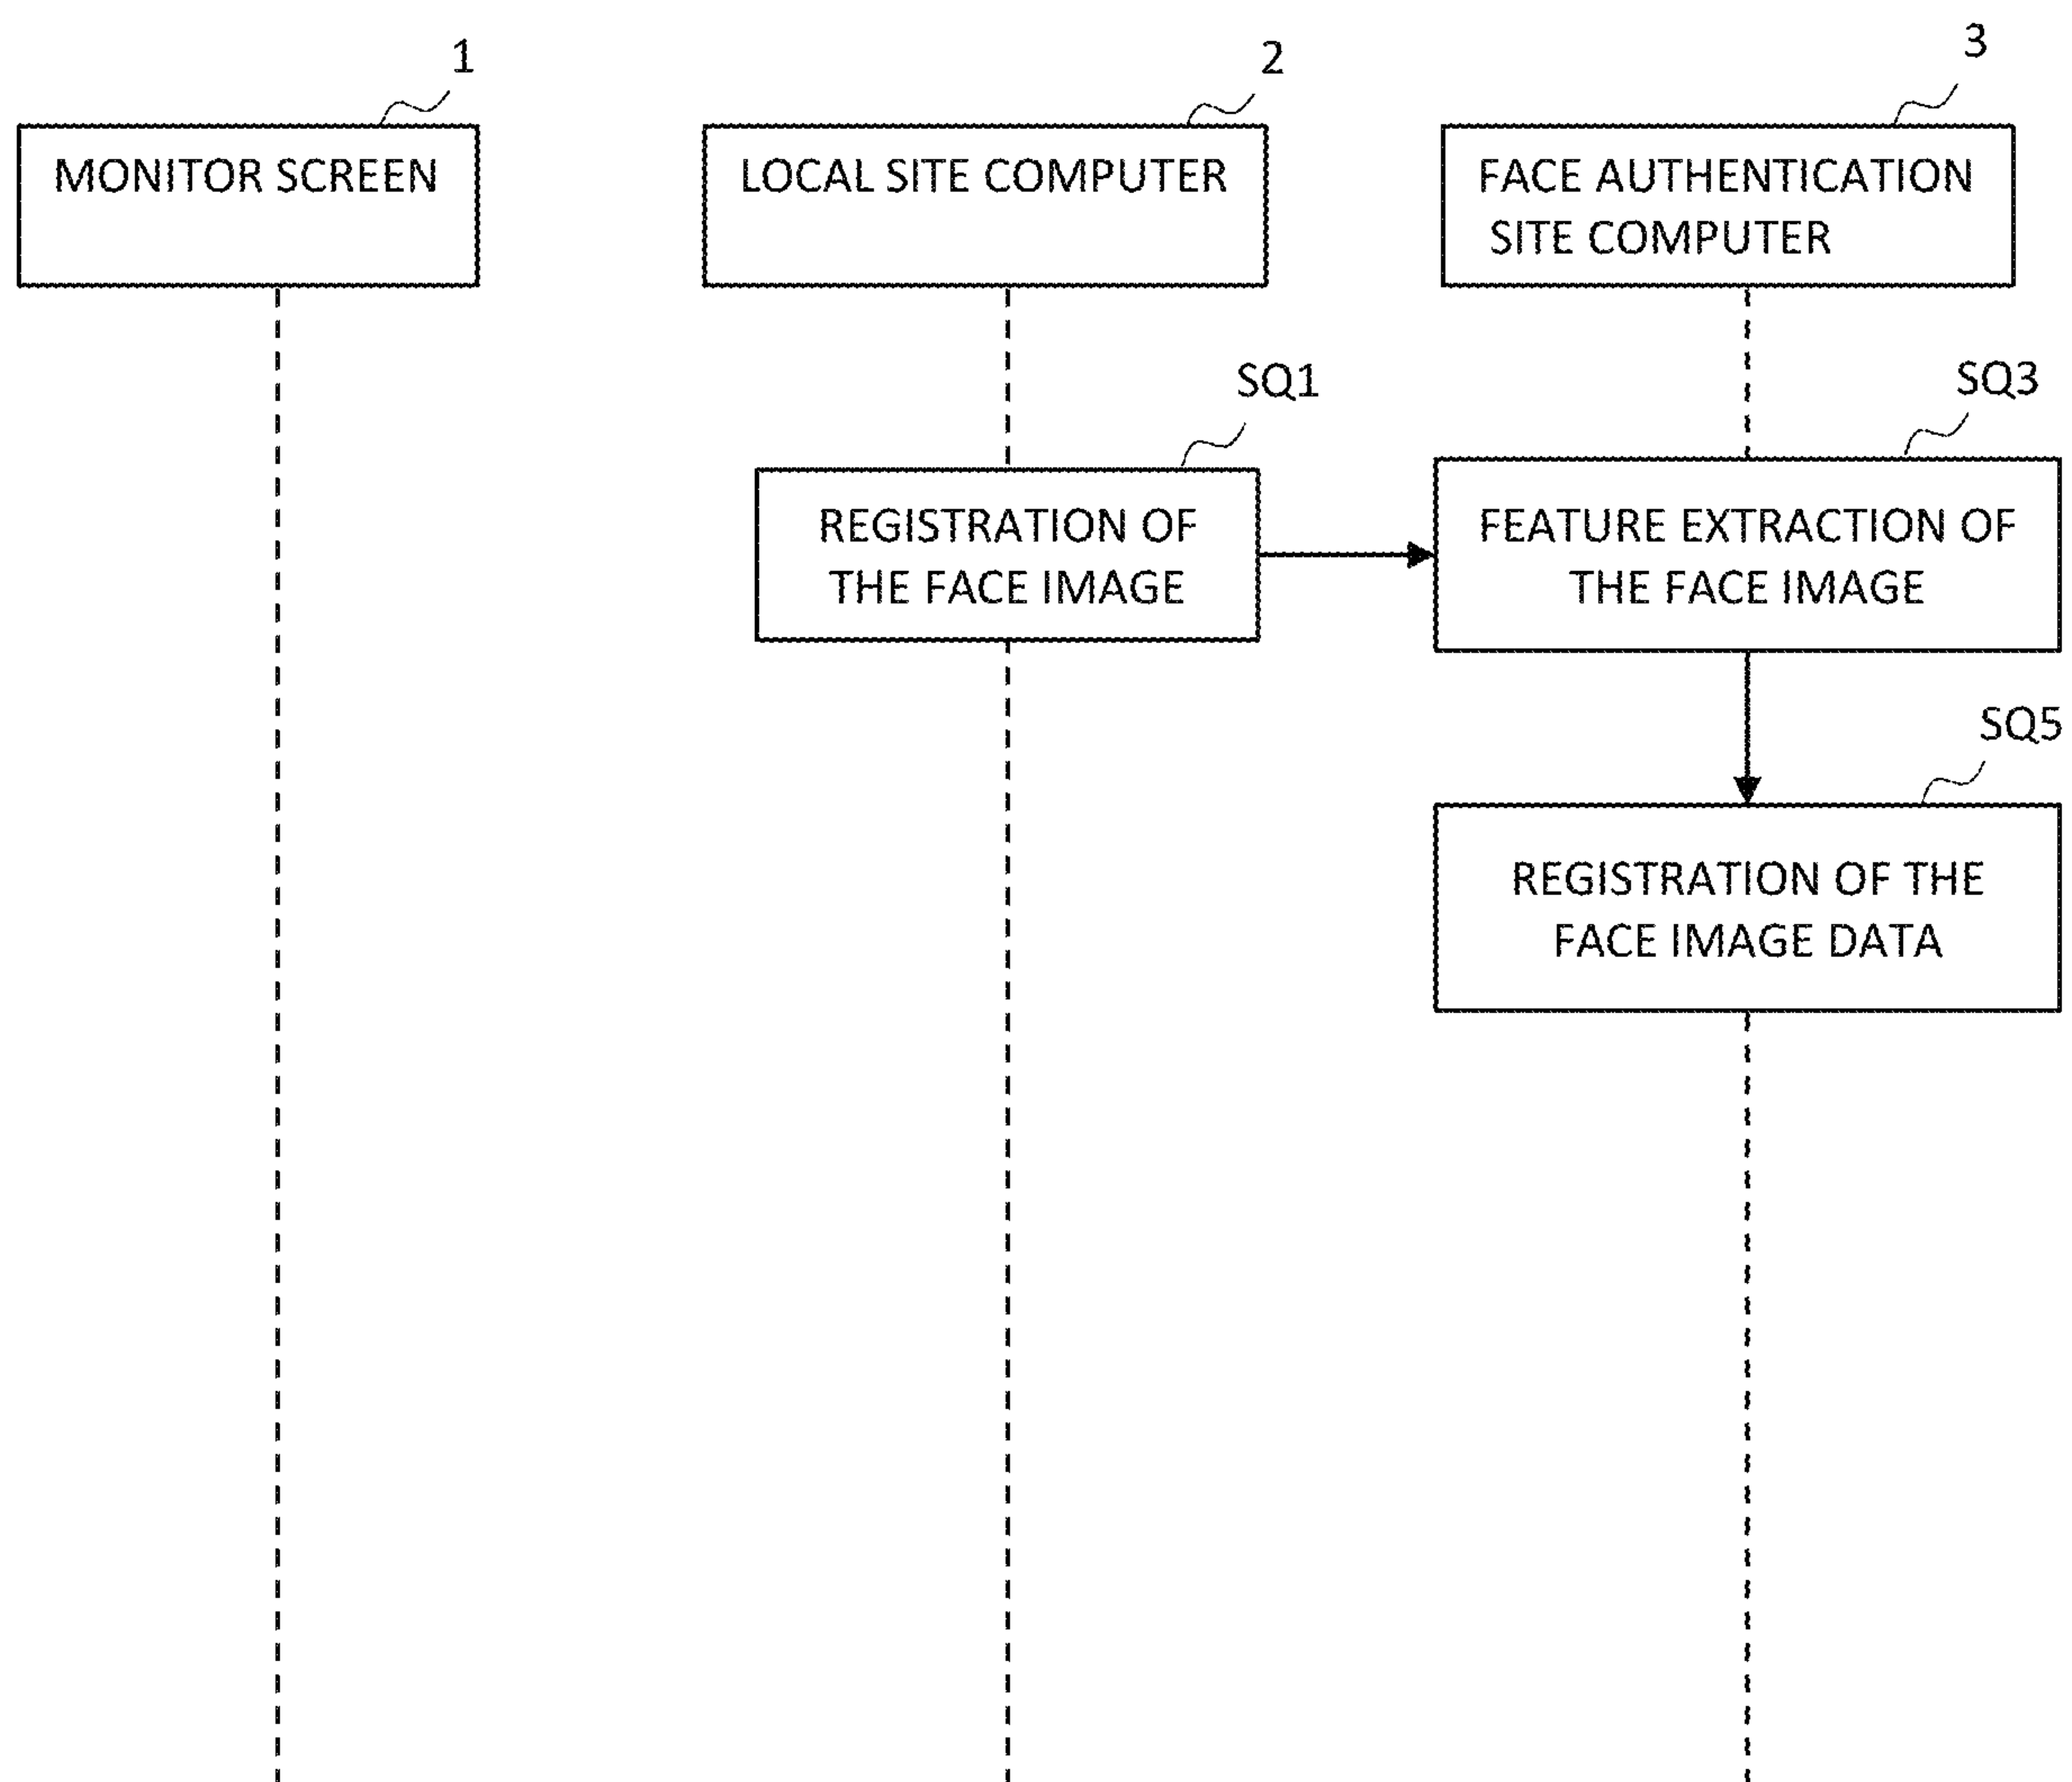 1
2
3
MONITOR SCREEN
LOCAL SITE COMPUTER
FACE AUTHENTICATION
SITE COMPUTER
SQ1
SQ3
REGISTRATION OF
THE FACE IMAGE
FEATURE EXTRACTION OF
THE FACE IMAGE
SQ5
REGISTRATION OF THE
FACE IMAGE DATA